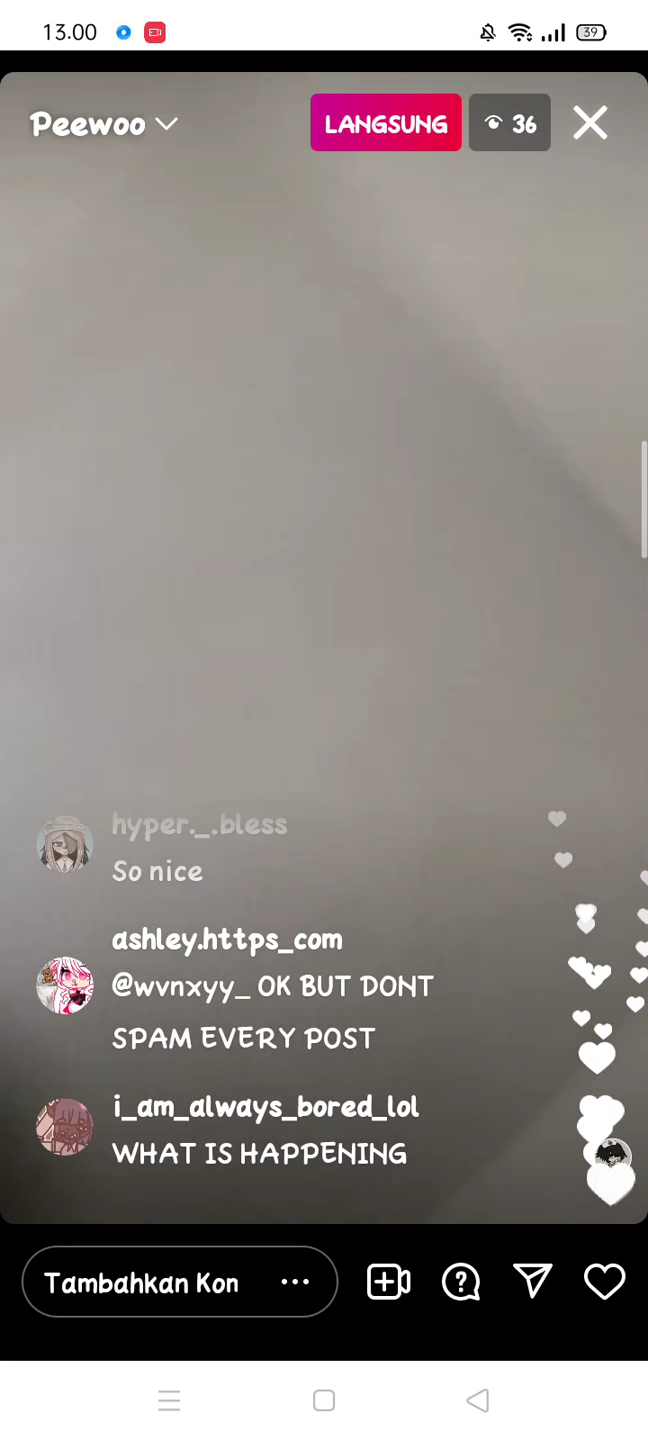 13.00
39
Peewoo
LANGSUNG
36
hyper._.bless
So nice
ashley.https_com
@wvnxyy_ OK BUT DONT
SPAM EVERY POST
i_am_always_bored_lol
WHAT IS HAPPENING
Tambahkan Kon